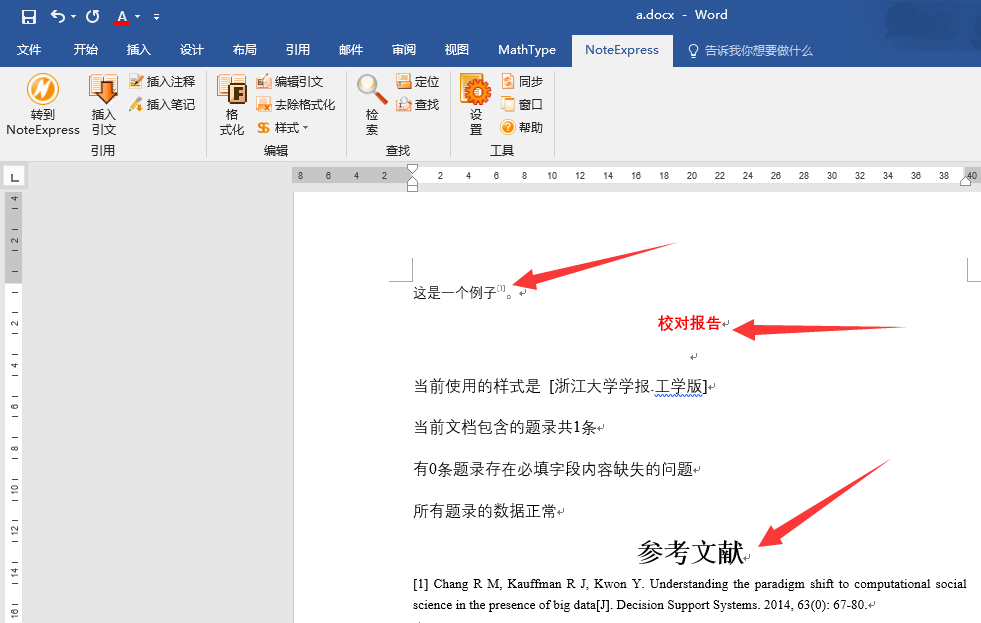 a.docx - Word
文件 开始 插入 设计 布局 引用 邮件 审阅 视图 MathType NoteExpress 告诉我你想要做什么
转到 NoteExpress
插入 引文
插入注释
插入笔记
引用
格式化
编辑引文
去除格式化
样式
编辑
检索
定位
查找
查找
设置
同步
窗口
帮助
工具
8 6 4 2 2 4 6 8 10 12 14 16 18 20 22 24 26 28 30 32 34 36 38 40
4 2 2 4 6 8 10 12 14 16
这是一个例子[1]。
校对报告
当前使用的样式是 [浙江大学学报.工学版]
当前文档包含的题录共1条
有0条题录存在必填字段内容缺失的问题
所有题录的数据正常
参考文献
[1] Chang R M, Kauffman R J, Kwon Y. Understanding the paradigm shift to computational social
science in the presence of big data[J]. Decision Support Systems. 2014, 63(0): 67-80.